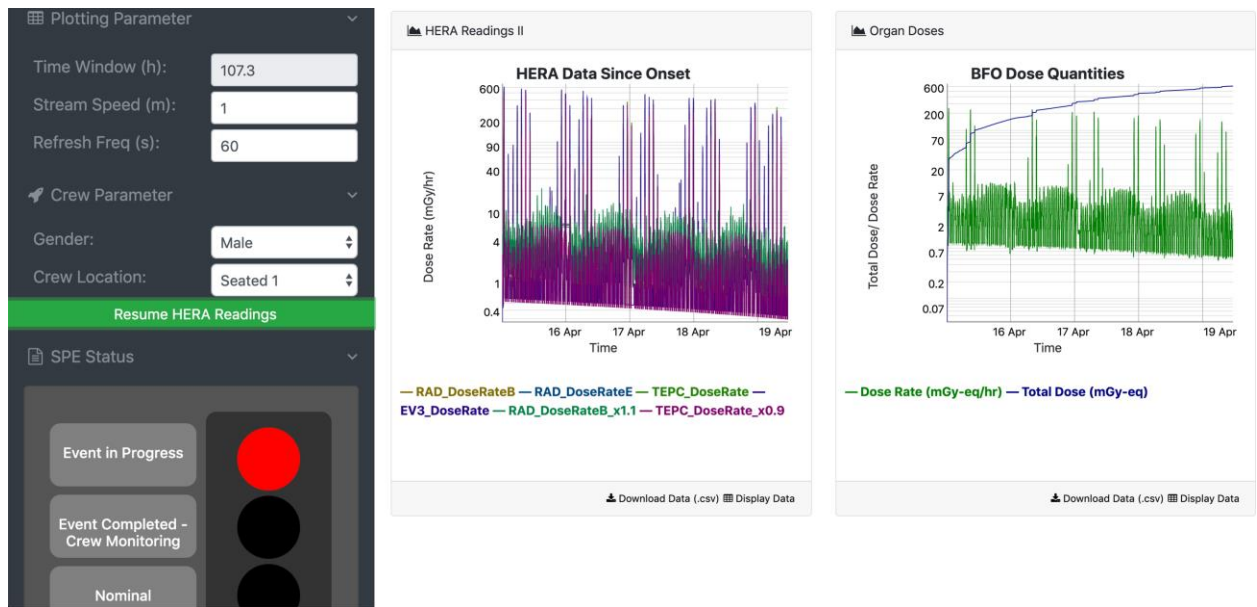 Plotting Parameter
Time Window (h):
107.3
Stream Speed (m):
1
Refresh Freq (s):
60
Crew Parameter
Gender:
Male
Crew Location:
Seated 1
Resume HERA Readings
SPE Status
Event in Progress
Event Completed -
Crew Monitoring
Nominal
HERA Readings II
HERA Data Since Onset
600
200
90
40
10
4
1
0.4
Dose Rate (mGy/hr)
16 Apr 17 Apr 18 Apr 19 Apr
Time
— RAD_DoseRateB — RAD_DoseRateE — TEPC_DoseRate —
EV3_DoseRate — RAD_DoseRateB_x1.1 — TEPC_DoseRate_x0.9
Download Data (.csv) Display Data
Organ Doses
BFO Dose Quantities
600
200
70
20
7
2
0.7
0.2
0.07
Total Dose/ Dose Rate
16 Apr 17 Apr 18 Apr 19 Apr
Time
— Dose Rate (mGy-eq/hr) — Total Dose (mGy-eq)
Download Data (.csv) Display Data